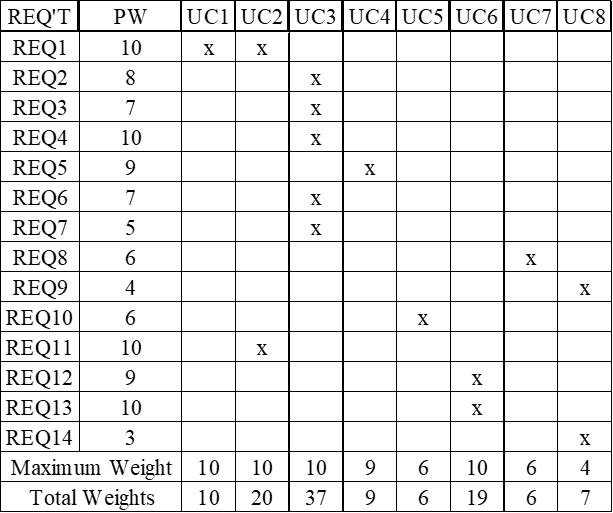 REQ'T PW UC1 UC2 UC3 UC4 UC5 UC6 UC7 UC8
REQ1 10 x x
REQ2 8 x
REQ3 7 x
REQ4 10 x
REQ5 9 x
REQ6 7 x
REQ7 5 x
REQ8 6 x
REQ9 4 x
REQ10 6 x
REQ11 10 x
REQ12 9 x
REQ13 10 x
REQ14 3 x
Maximum Weight 10 10 10 9 6 10 6 4
Total Weights 10 20 37 9 6 19 6 7